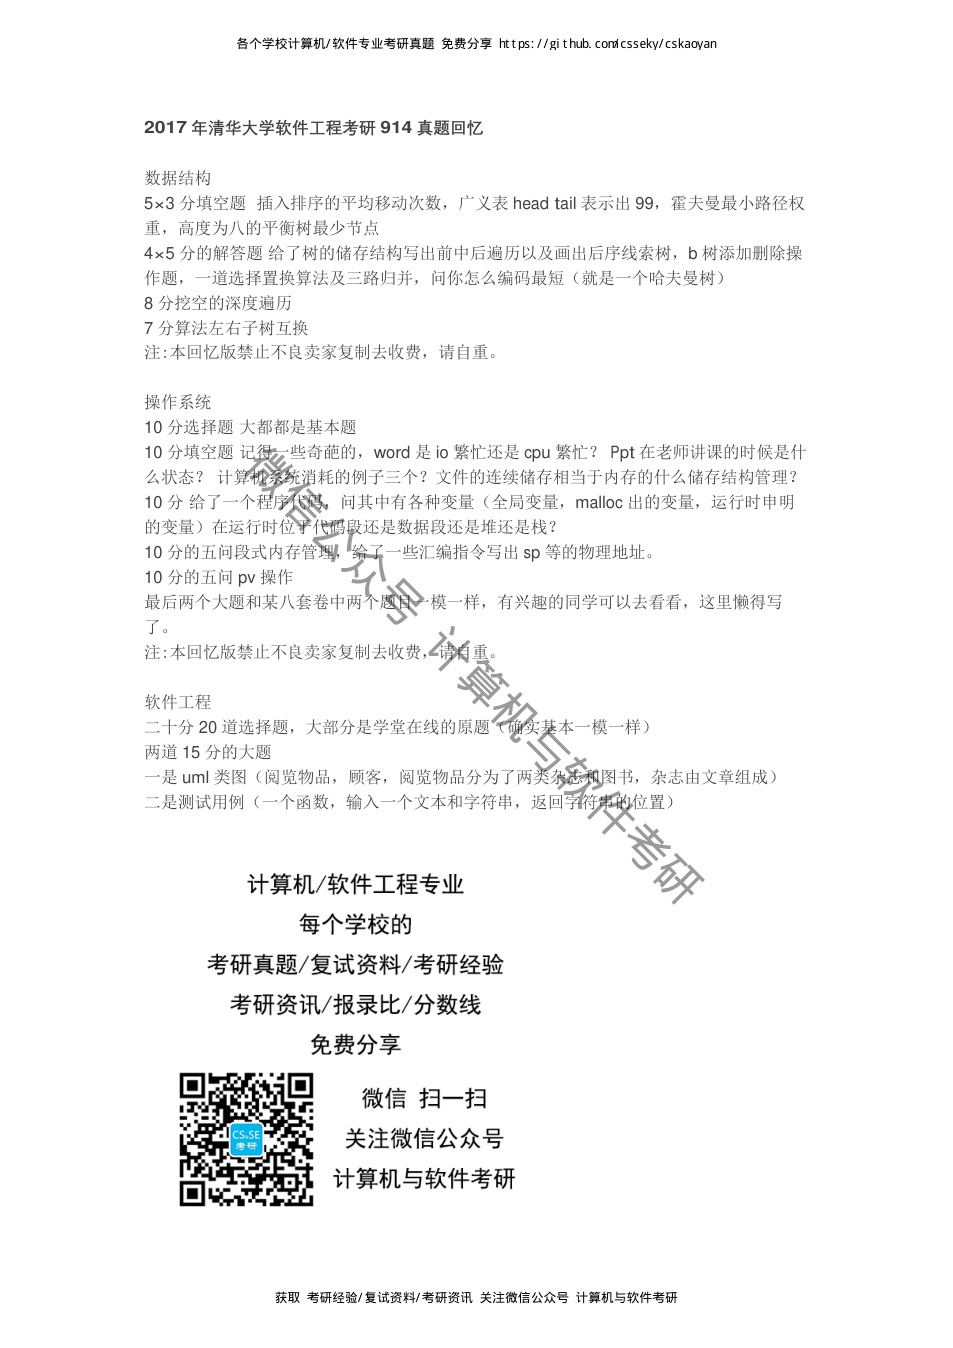 各个学校计算机/软件专业考研真题 免费分享 https://github.com/csseky/cskaoyan
2017 年清华大学软件工程考研 914 真题回忆
数据结构
5×3 分填空题 插入排序的平均移动次数，广义表 head tail 表示出 99，霍夫曼最小路径权
重，高度为八的平衡树最少节点
4×5 分的解答题 给了树的储存结构写出前中后遍历以及画出后序线索树，b 树添加删除操
作题，一道选择置换算法及三路归并，问你怎么编码最短（就是一个哈夫曼树）
8 分挖空的深度遍历
7 分算法左右子树互换
注:本回忆版禁止不良卖家复制去收费，请自重。
操作系统
10 分选择题 大都都是基本题
10 分填空题 记得一些奇葩的，word 是 io 繁忙还是 cpu 繁忙？ Ppt 在老师讲课的时候是什
么状态？ 计算机系统消耗的例子三个？文件的连续储存相当于内存的什么储存结构管理？
10 分 给了一个程序代码，问其中有各种变量（全局变量，malloc 出的变量，运行时申明
的变量）在运行时位于代码段还是数据段还是堆还是栈？
10 分的五问段式内存管理，给了一些汇编指令写出 sp 等的物理地址。
10 分的五问 pv 操作
最后两个大题和某八套卷中两个题目一模一样，有兴趣的同学可以去看看，这里懒得写
了。
注:本回忆版禁止不良卖家复制去收费，请自重。
软件工程
二十分 20 道选择题，大部分是学堂在线的原题（确实基本一模一样）
两道 15 分的大题
一是 uml 类图（阅览物品，顾客，阅览物品分为了两类杂志和图书，杂志由文章组成）
二是测试用例（一个函数，输入一个文本和字符串，返回字符串的位置）
微信公众号 计算机与软件考研
计算机/软件工程专业
每个学校的
考研真题/复试资料/考研经验
考研资讯/报录比/分数线
免费分享
CS&SE
考研
微信 扫一扫
关注微信公众号
计算机与软件考研
获取 考研经验/复试资料/考研资讯 关注微信公众号 计算机与软件考研